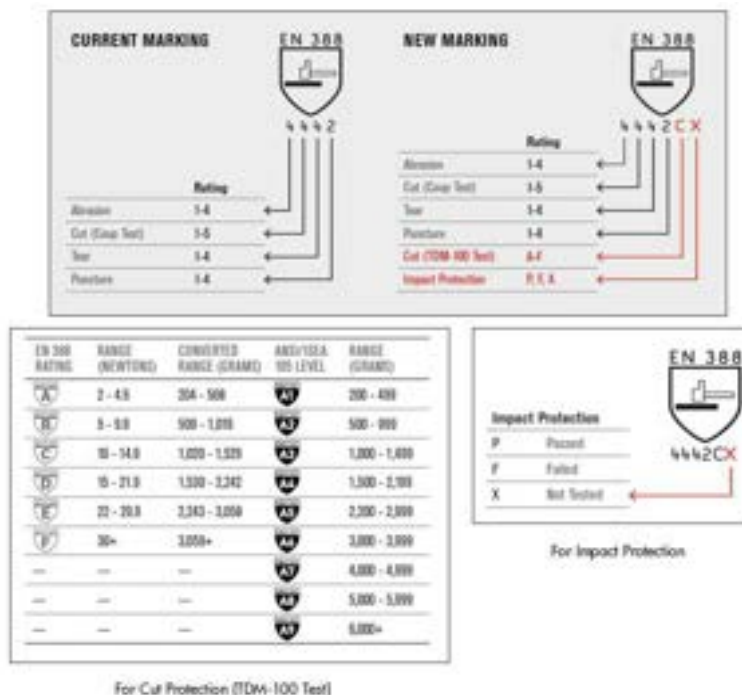 CURRENT MARKING
EN 388
4 4 4 2
Rating
Abrasion 1-4
Cut (Coup Test) 1-5
Tear 1-4
Puncture 1-4
NEW MARKING
EN 388
4 4 4 2 C X
Rating
Abrasion 1-4
Cut (Coup Test) 1-5
Tear 1-4
Puncture 1-4
Cut (TDM-100 Test) A-F
Impact Protection P, F, X
EN 388 RANGE CONVERTED ANSI/ISEA RANGE
RATING (NEWTONS) RANGE (GRAMS) 105 LEVEL (GRAMS)
A 2 - 4.9 204 - 508 A1 200 - 499
B 5 - 9.9 509 - 1,019 A2 500 - 999
C 10 - 14.9 1,020 - 1,529 A3 1,000 - 1,499
D 15 - 21.9 1,530 - 2,242 A4 1,500 - 2,199
E 22 - 29.9 2,243 - 3,058 A5 2,200 - 2,999
F 30+ 3,059+ A6 3,000 - 3,999
— — — A7 4,000 - 4,999
— — — A8 5,000 - 5,999
— — — A9 6,000+
For Cut Protection (TDM-100 Test)
EN 388
4442CX
Impact Protection
P Passed
F Failed
X Not Tested
For Impact Protection